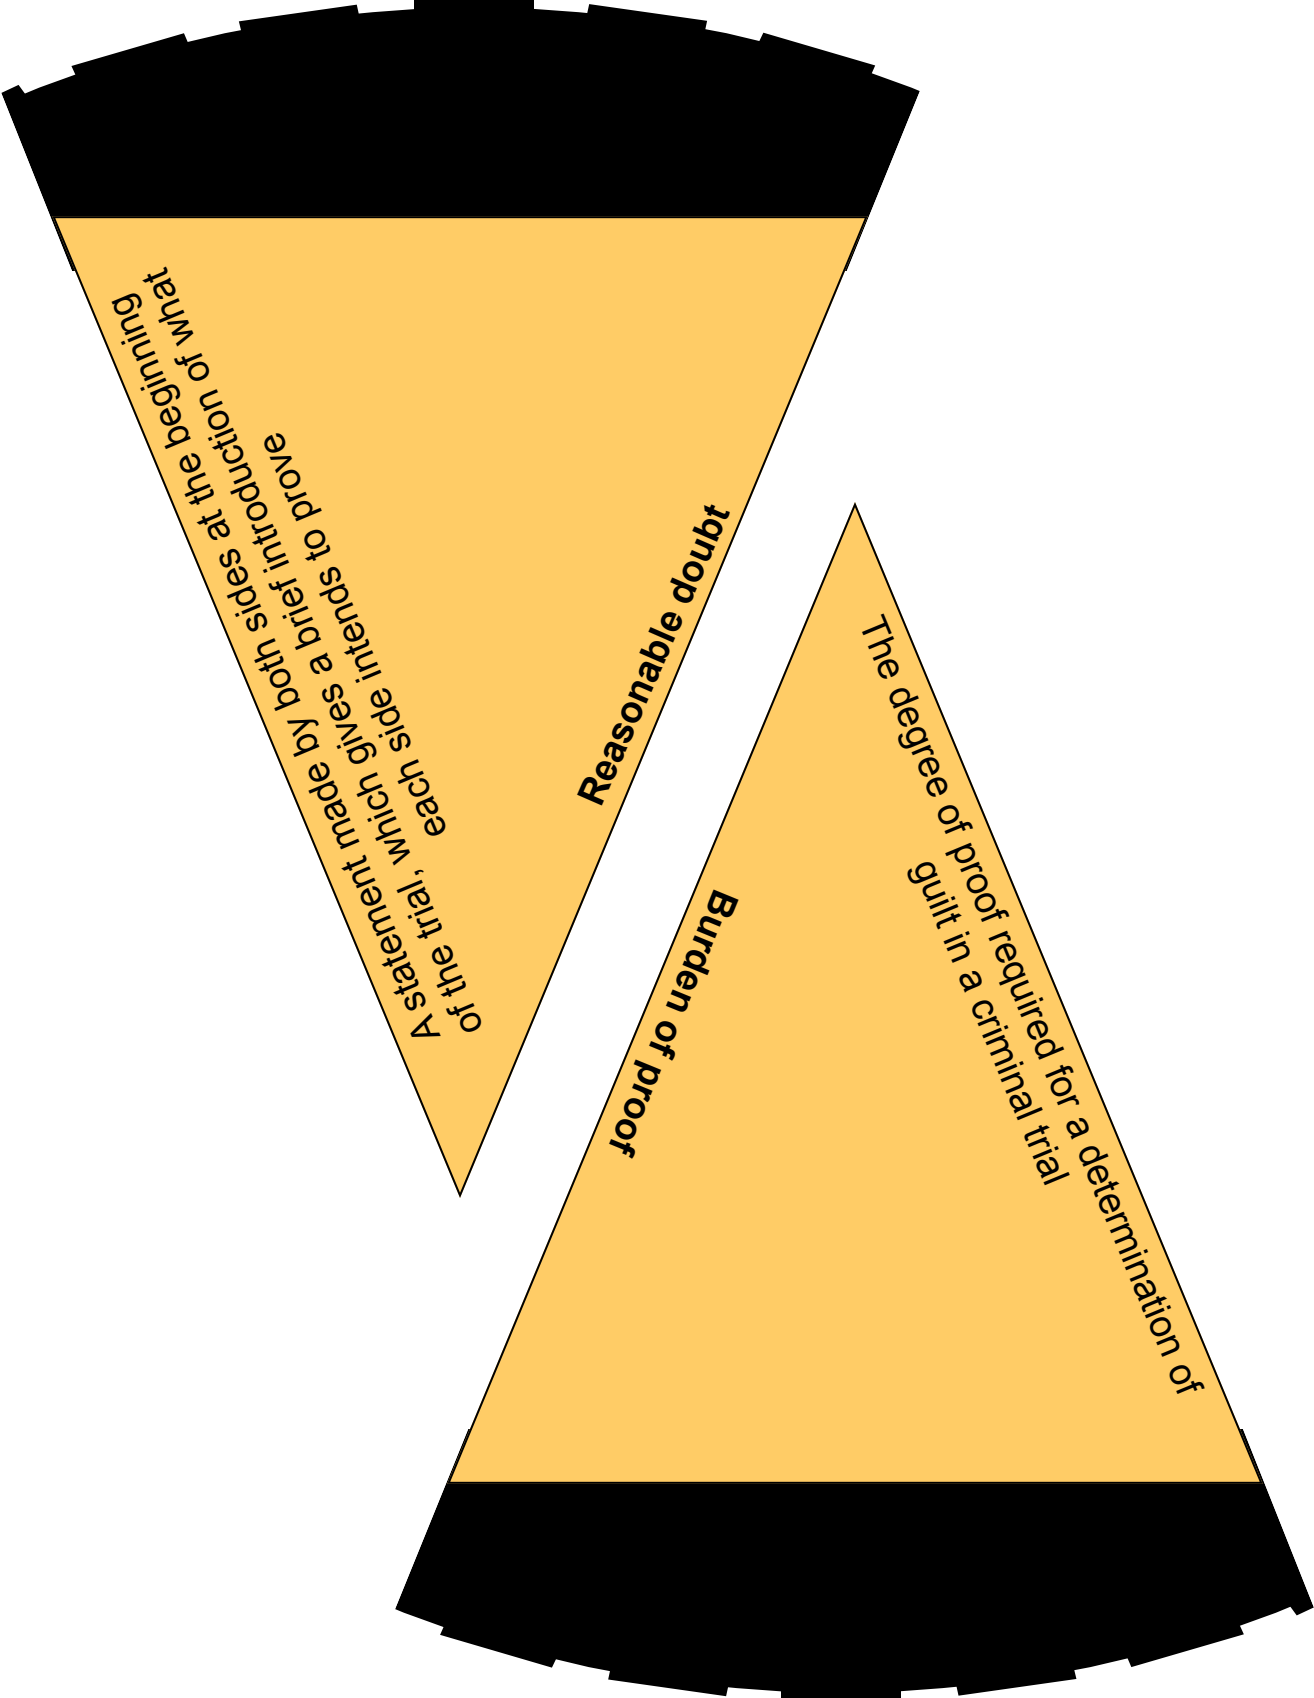 A statement made by both sides at the beginning
of the trial, which gives a brief introduction of what
each side intends to prove
Reasonable doubt
The degree of proof required for a determination of
guilt in a criminal trial
Burden of proof